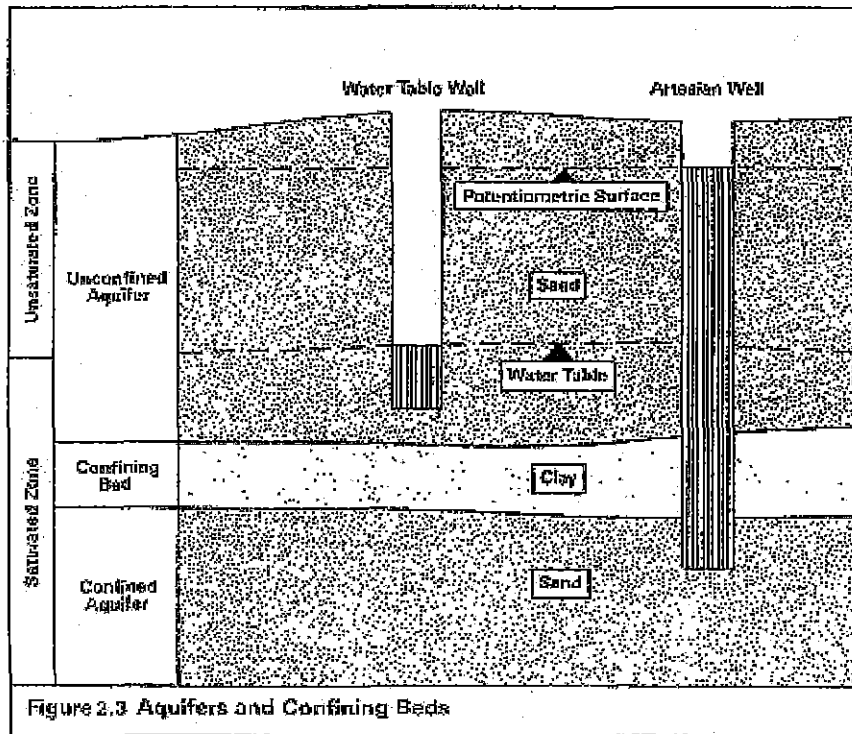 Water Table Well
Artesian Well
Potentiometric Surface
Unsaturated Zone
Unconfined
Aquifer
Sand
Water Table
Saturated Zone
Confining
Bed
Clay
Confined
Aquifer
Sand
Figure 2.3 Aquifers and Confining Beds